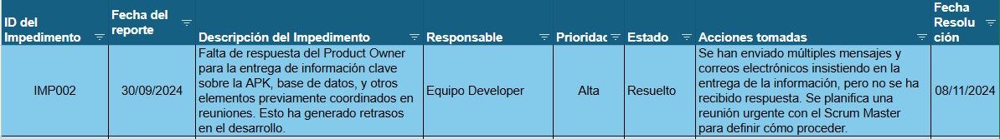 ID del Impedimento
Fecha del reporte
Descripción del Impedimento
Responsable
Prioridac
Estado
Acciones tomadas
Fecha Resolu ción
IMP002
30/09/2024
Falta de respuesta del Product Owner
para la entrega de información clave
sobre la APK, base de datos, y otros
elementos previamente coordinados en
reuniones. Esto ha generado retrasos
en el desarrollo.
Equipo Developer
Alta
Resuelto
Se han enviado múltiples mensajes y
correos electrónicos insistiendo en la
entrega de la información, pero no se ha
recibido respuesta. Se planifica una
reunión urgente con el Scrum Master
para definir cómo proceder.
08/11/2024